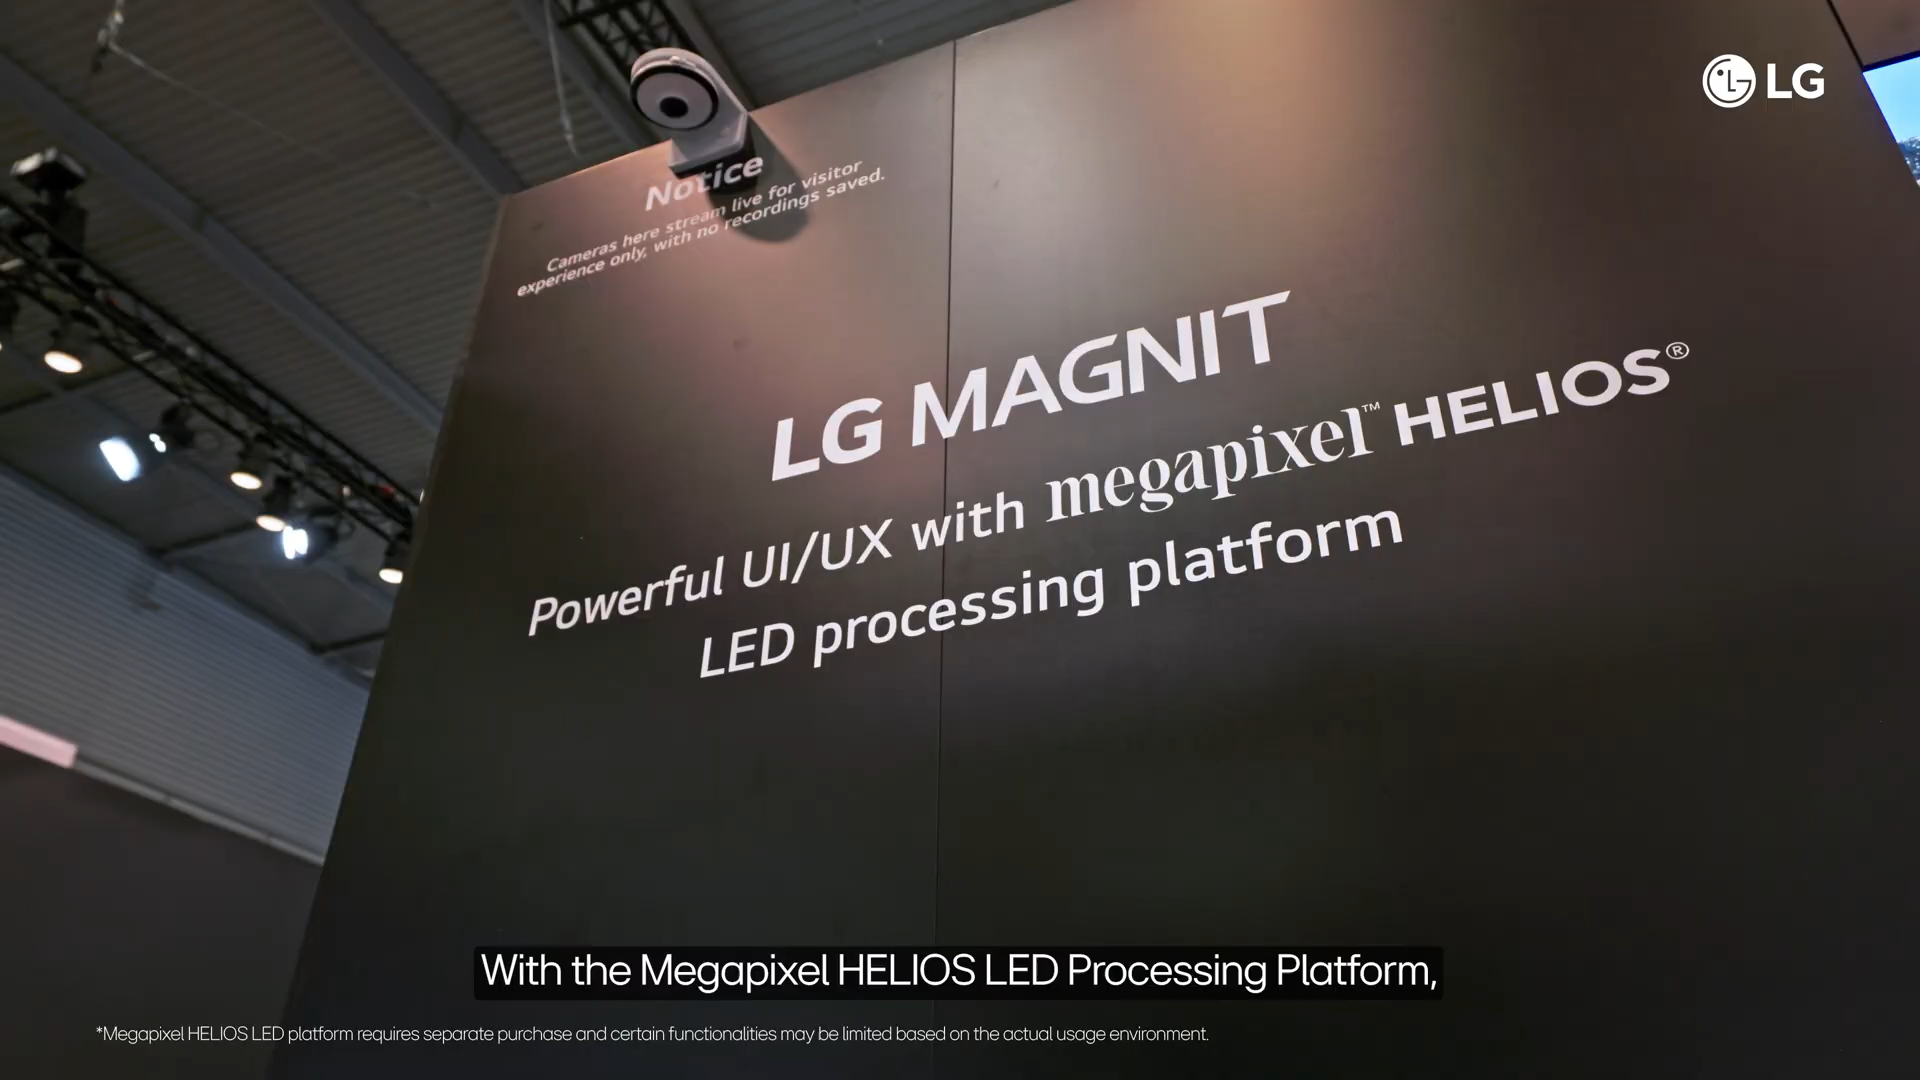 LG
Notice
Cameras here stream live for visitor
experience only, with no recordings saved.
LG MAGNIT
Powerful UI/UX with megapixel™ HELIOS®
LED processing platform
With the Megapixel HELIOS LED Processing Platform,
*Megapixel HELIOS LED platform requires separate purchase and certain functionalities may be limited based on the actual usage environment.